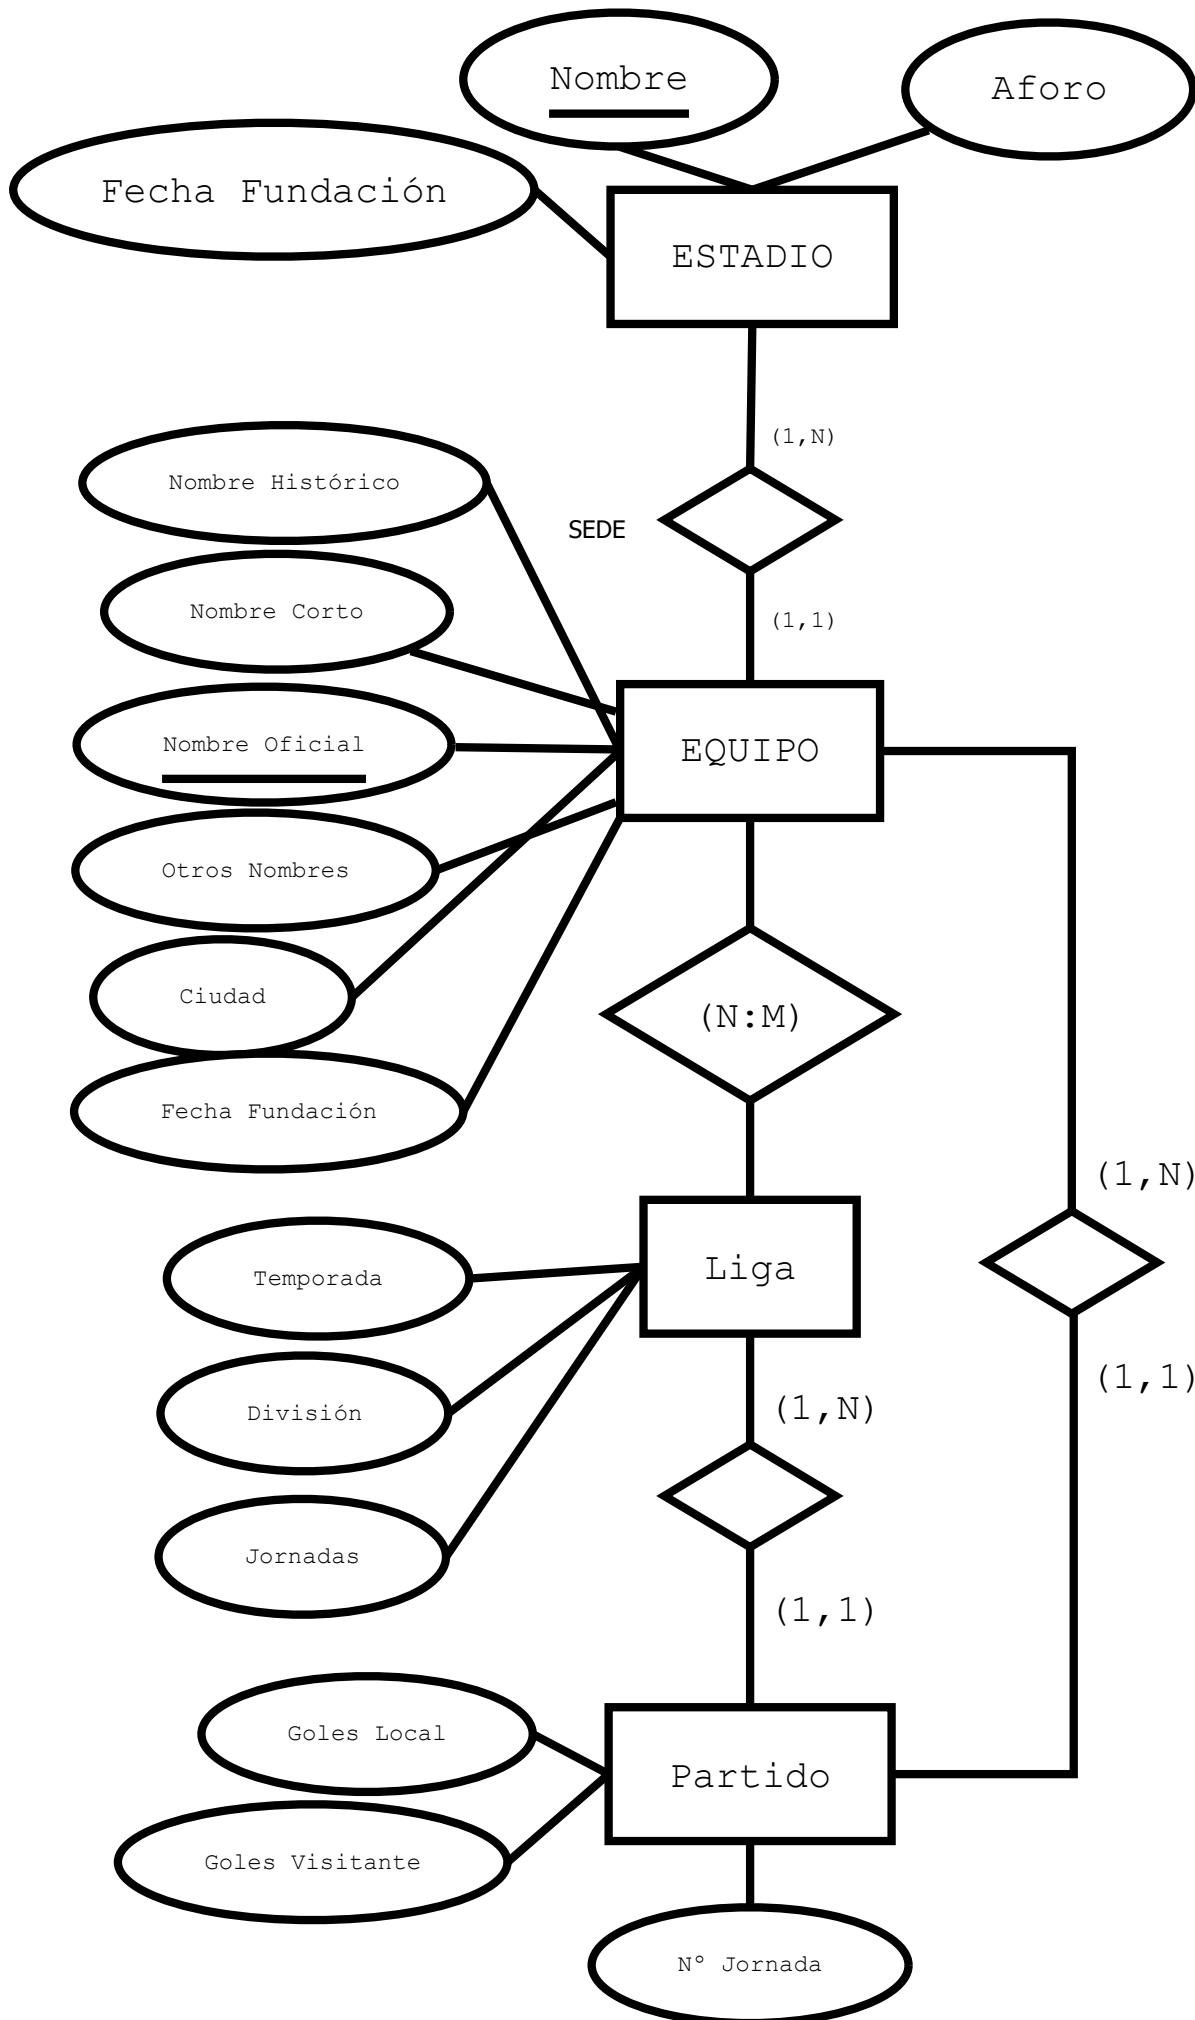 Nombre
Aforo
Fecha Fundación
ESTADIO
(1,N)
Nombre Histórico
SEDE
Nombre Corto
(1,1)
Nombre Oficial
EQUIPO
Otros Nombres
Ciudad
(N:M)
Fecha Fundación
(1,N)
Liga
Temporada
(1,1)
División
(1,N)
Jornadas
(1,1)
Goles Local
Partido
Goles Visitante
Nº Jornada